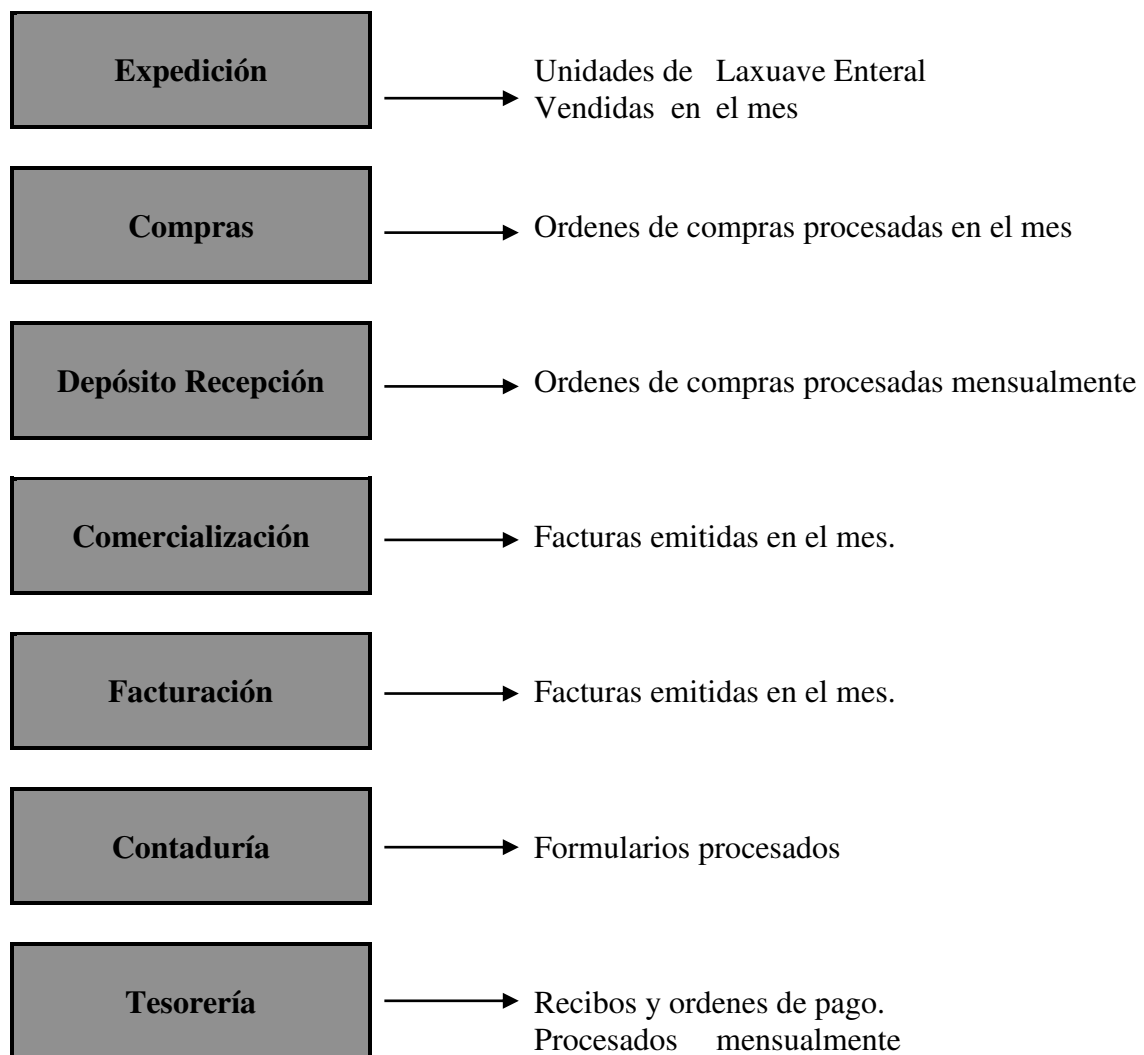 Expedición
Unidades de Laxuave Enteral
Vendidas en el mes
Compras
Ordenes de compras procesadas en el mes
Depósito Recepción
Ordenes de compras procesadas mensualmente
Comercialización
Facturas emitidas en el mes.
Facturación
Facturas emitidas en el mes.
Contaduría
Formularios procesados
Tesorería
Recibos y ordenes de pago.
Procesados mensualmente